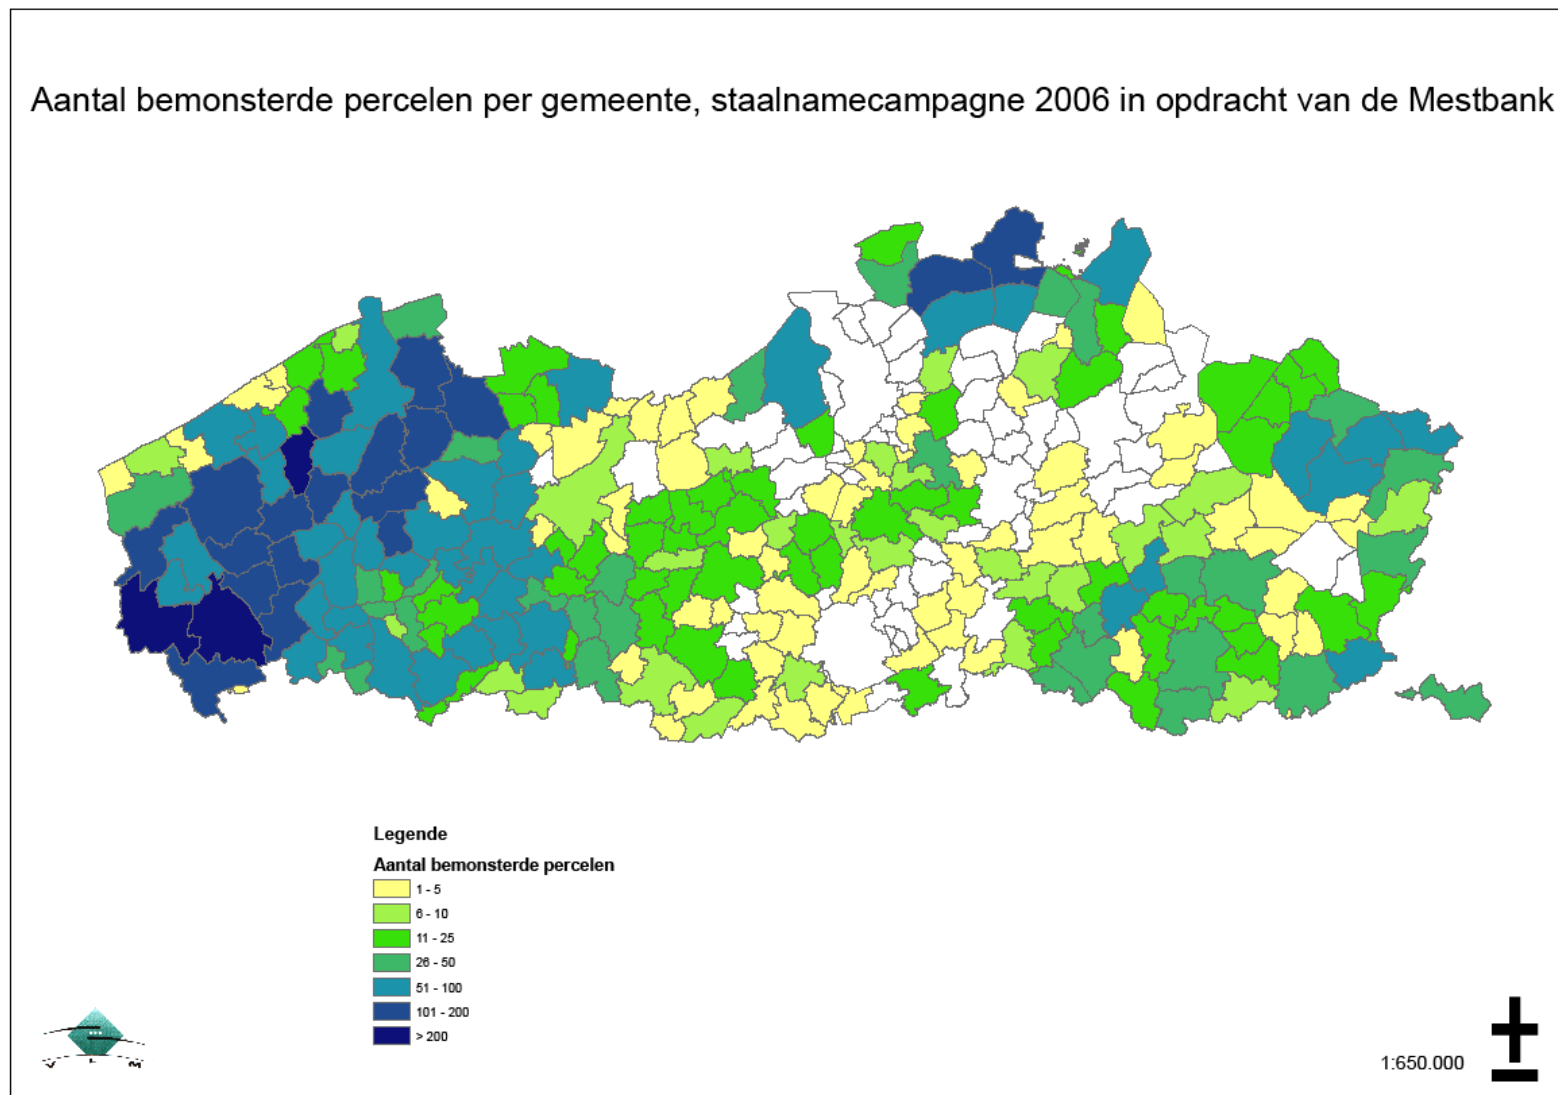 Aantal bemonsterde percelen per gemeente, staalnamecampagne 2006 in opdracht van de Mestbank
Legende
Aantal bemonsterde percelen
1 - 5
6 - 10
11 - 25
26 - 50
51 - 100
101 - 200
> 200
1:650.000